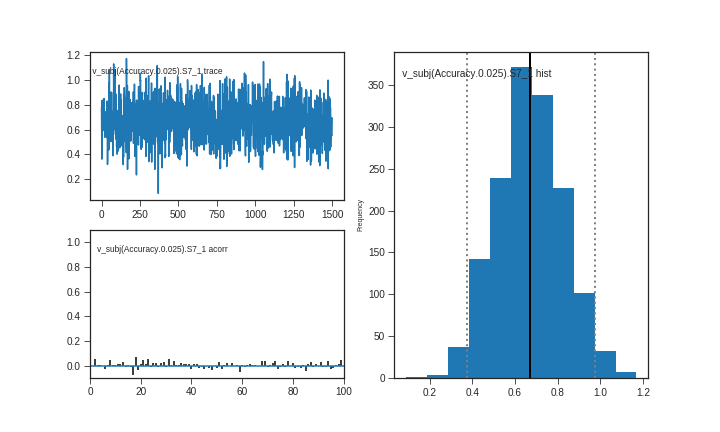 1.2
1.0
0.8
0.6
0.4
0.2
v_subj(Accuracy.0.025).S7_1 trace
0 250 500 750 1000 1250 1500
1.0
0.8
0.6
0.4
0.2
0.0
v_subj(Accuracy.0.025).S7_1 acorr
0 20 40 60 80 100
Frequency
350
300
250
200
150
100
50
0
v_subj(Accuracy.0.025).S7_1 hist
0.2 0.4 0.6 0.8 1.0 1.2